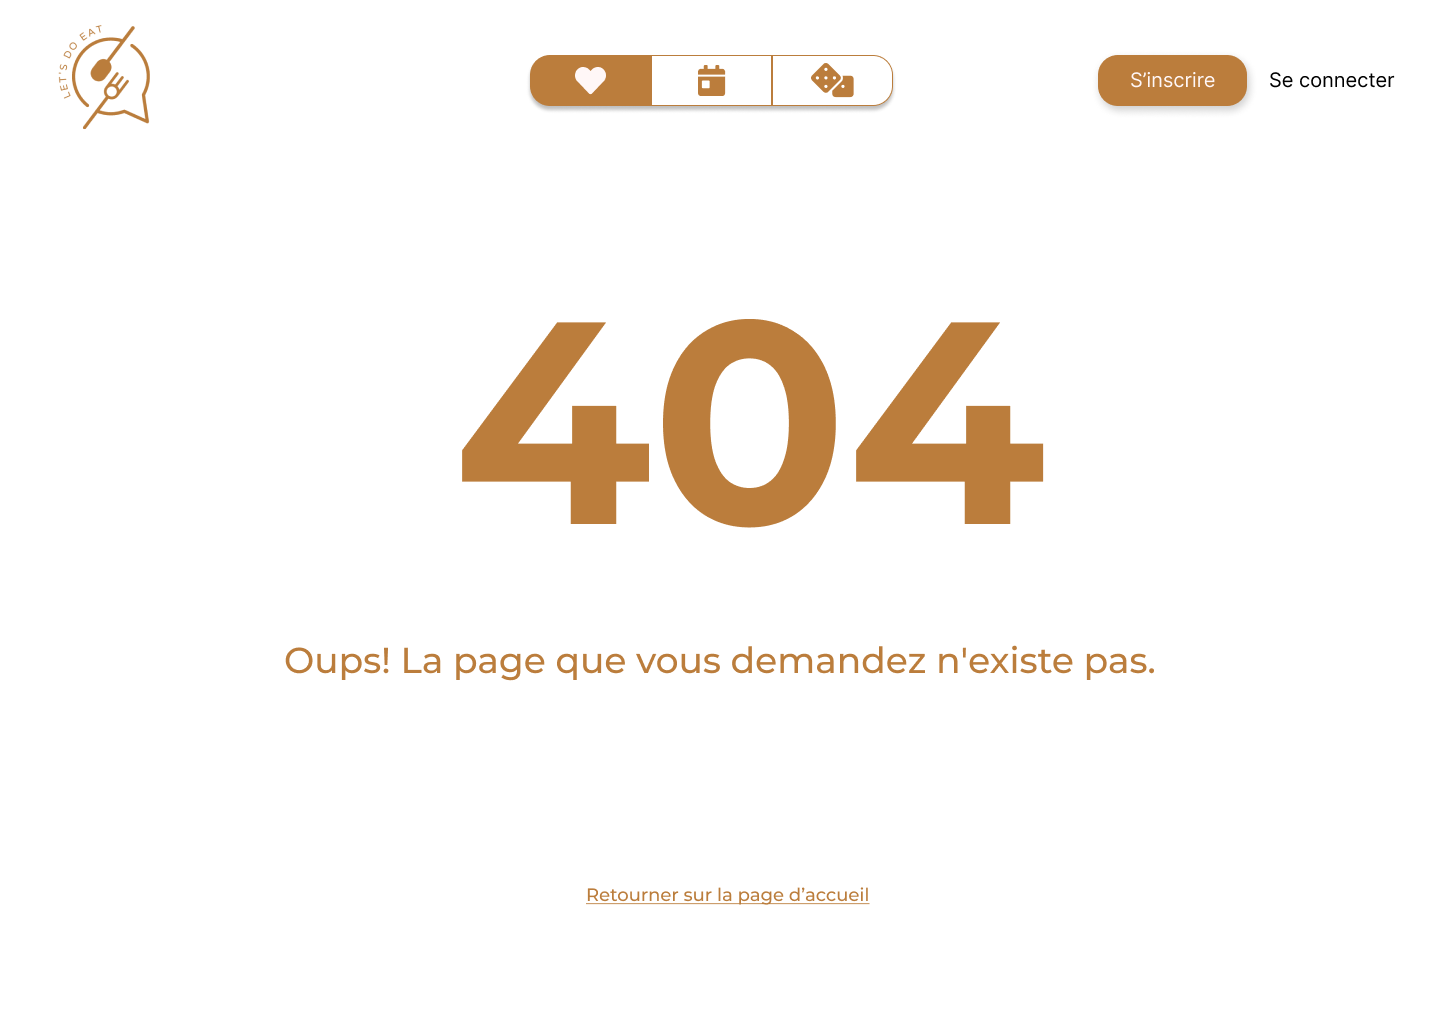 LET'S DO EAT
S’inscrire
Se connecter
404
Oups! La page que vous demandez n'existe pas.
Retourner sur la page d’accueil